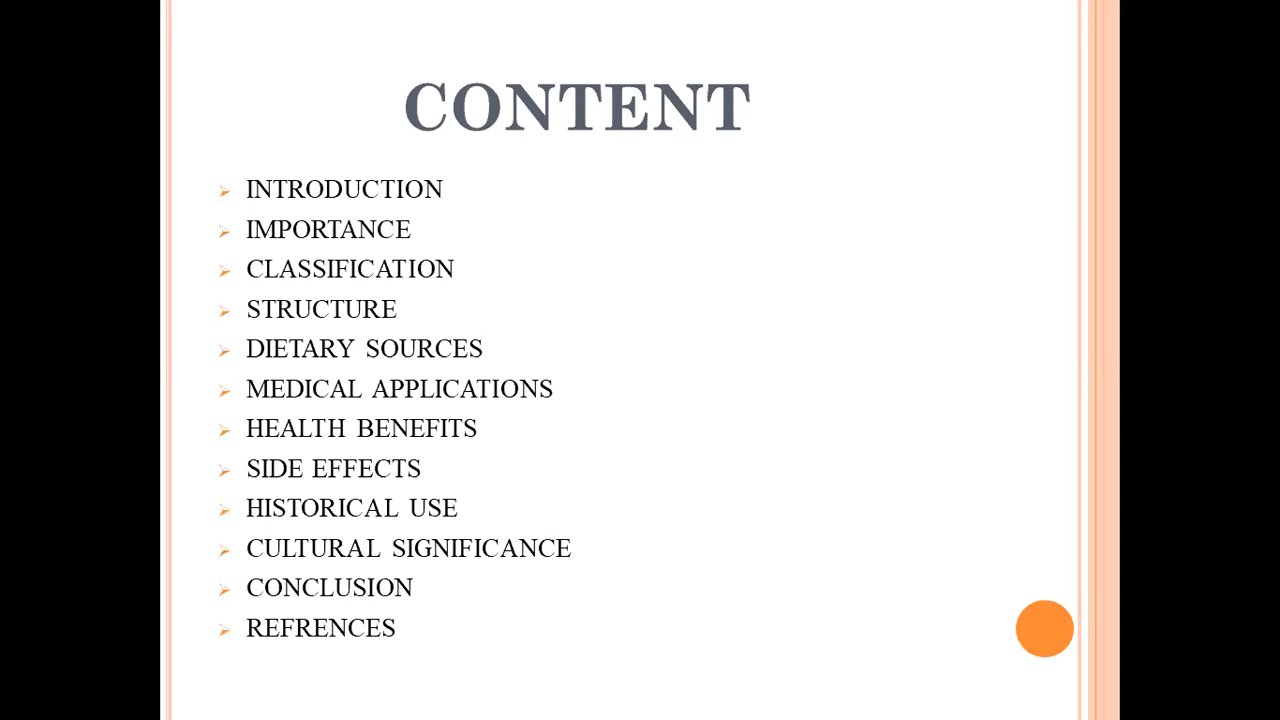 CONTENT
INTRODUCTION
IMPORTANCE
CLASSIFICATION
STRUCTURE
DIETARY SOURCES
MEDICAL APPLICATIONS
HEALTH BENEFITS
SIDE EFFECTS
HISTORICAL USE
CULTURAL SIGNIFICANCE
CONCLUSION
REFRENCES